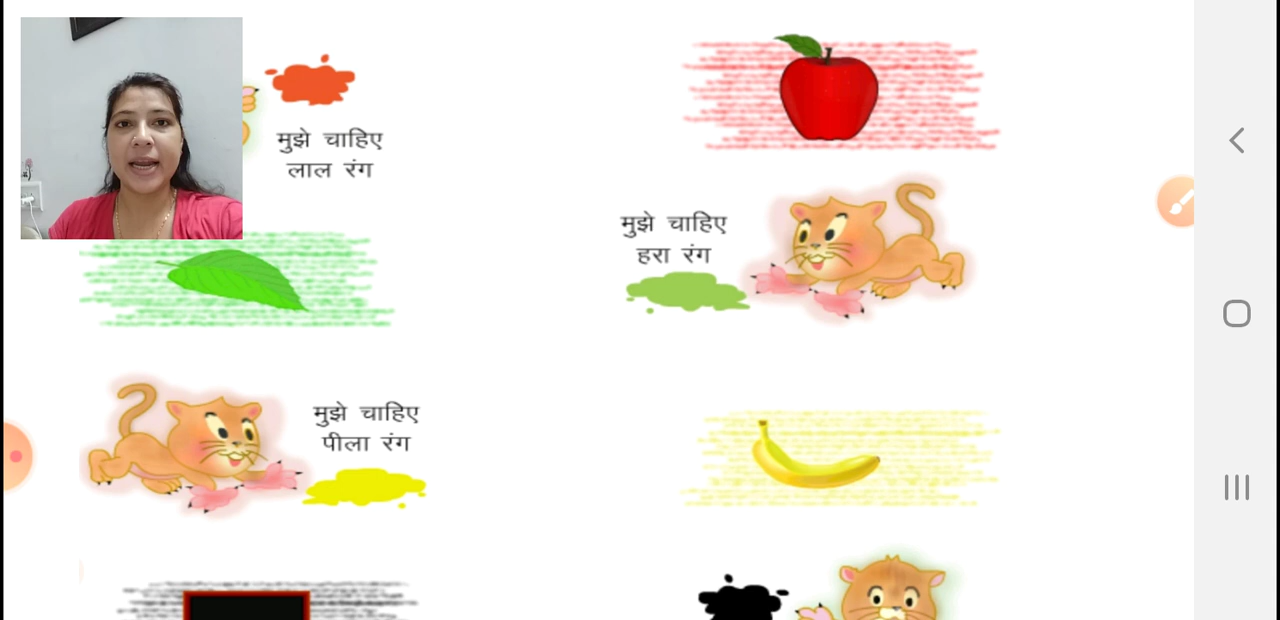 मुझे चाहिए
लाल रंग
मुझे चाहिए
हरा रंग
मुझे चाहिए
पीला रंग